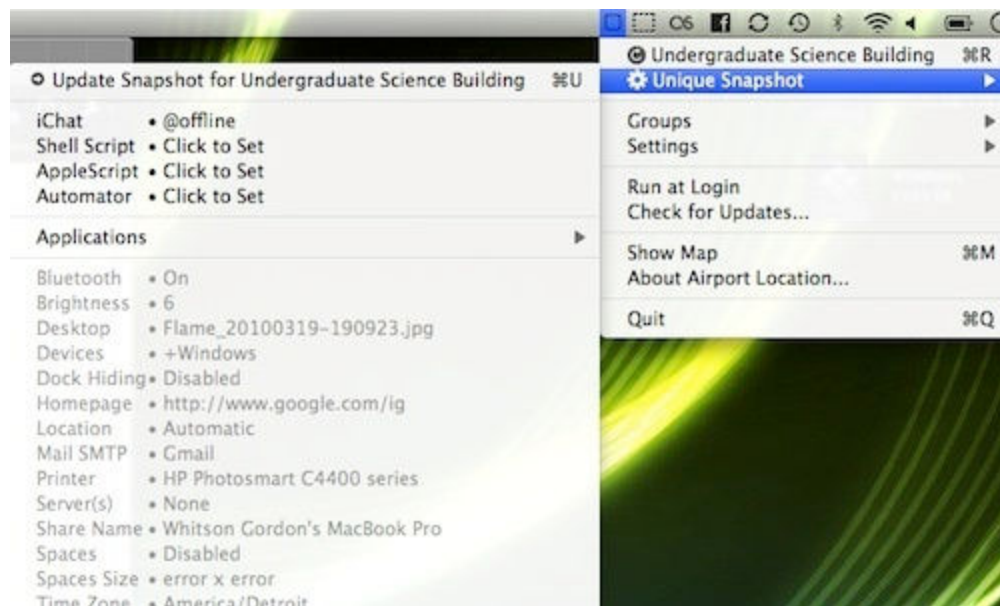 Undergraduate Science Building ⌘R
Unique Snapshot
Groups
Settings
Run at Login
Check for Updates...
Show Map ⌘M
About Airport Location...
Quit ⌘Q
Update Snapshot for Undergraduate Science Building ⌘U
iChat • @offline
Shell Script • Click to Set
AppleScript • Click to Set
Automator • Click to Set
Applications
Bluetooth • On
Brightness • 6
Desktop • Flame_20100319-190923.jpg
Devices • +Windows
Dock Hiding • Disabled
Homepage • http://www.google.com/ig
Location • Automatic
Mail SMTP • Gmail
Printer • HP Photosmart C4400 series
Server(s) • None
Share Name • Whitson Gordon's MacBook Pro
Spaces • Disabled
Spaces Size • error x error
Time Zone • America/Detroit